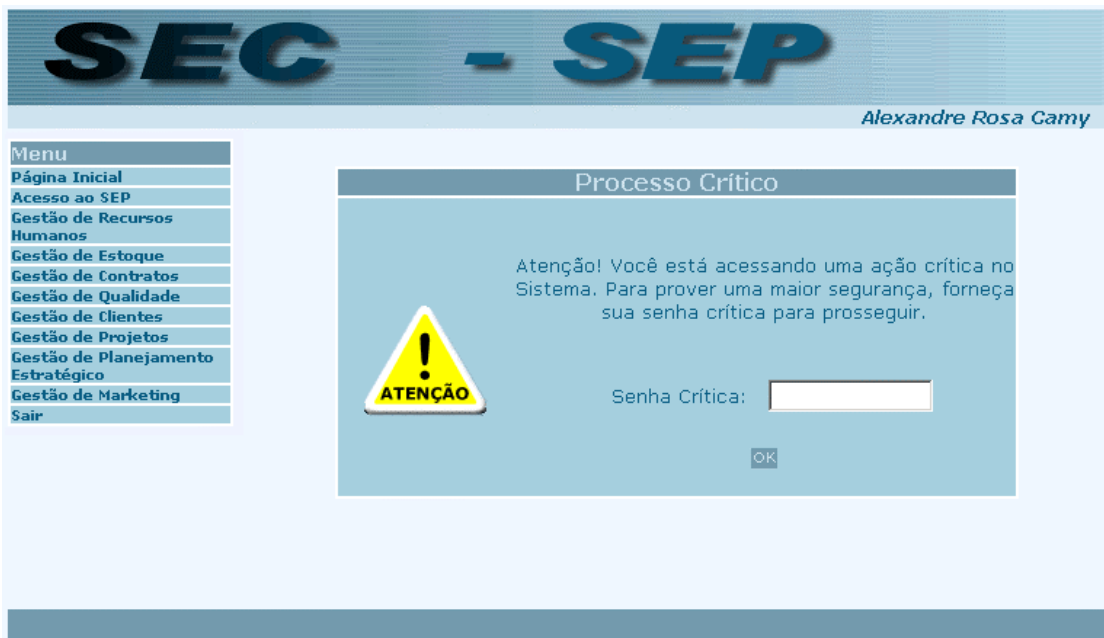 SEC - SEP
Alexandre Rosa Camy
Menu
Página Inicial
Acesso ao SEP
Gestão de Recursos
Humanos
Gestão de Estoque
Gestão de Contratos
Gestão de Qualidade
Gestão de Clientes
Gestão de Projetos
Gestão de Planejamento
Estratégico
Gestão de Marketing
Sair
Processo Crítico
Atenção! Você está acessando uma ação crítica no
Sistema. Para prover uma maior segurança, forneça
sua senha crítica para prosseguir.
!
ATENÇÃO
Senha Crítica:
OK